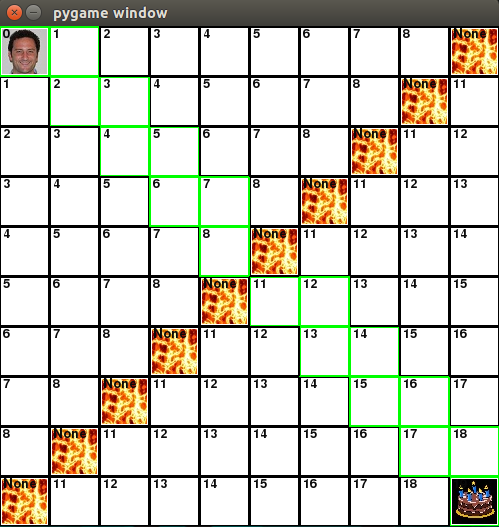 pygame window
0 1 2 3 4 5 6 7 8 None
1 2 3 4 5 6 7 8 None 11
2 3 4 5 6 7 8 None 11 12
3 4 5 6 7 8 None 11 12 13
4 5 6 7 8 None 11 12 13 14
5 6 7 8 None 11 12 13 14 15
6 7 8 None 11 12 13 14 15 16
7 8 None 11 12 13 14 15 16 17
8 None 11 12 13 14 15 16 17 18
None 11 12 13 14 15 16 17 18